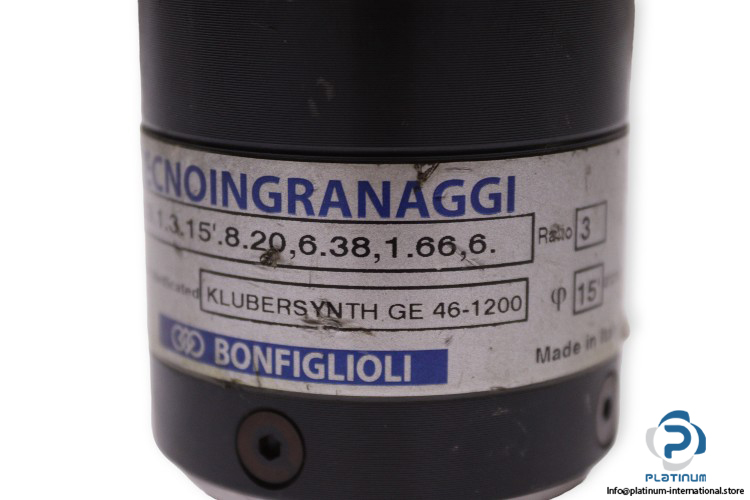 ECNOINGRANAGGI
1.3.15'.8.20,6.38,1.66,6.
Ratio 3
KLUBERSYNTH GE 46-1200
φ 15'
BONFIGLIOLI
Made in
PLATINUM
Info@platinum-international.store